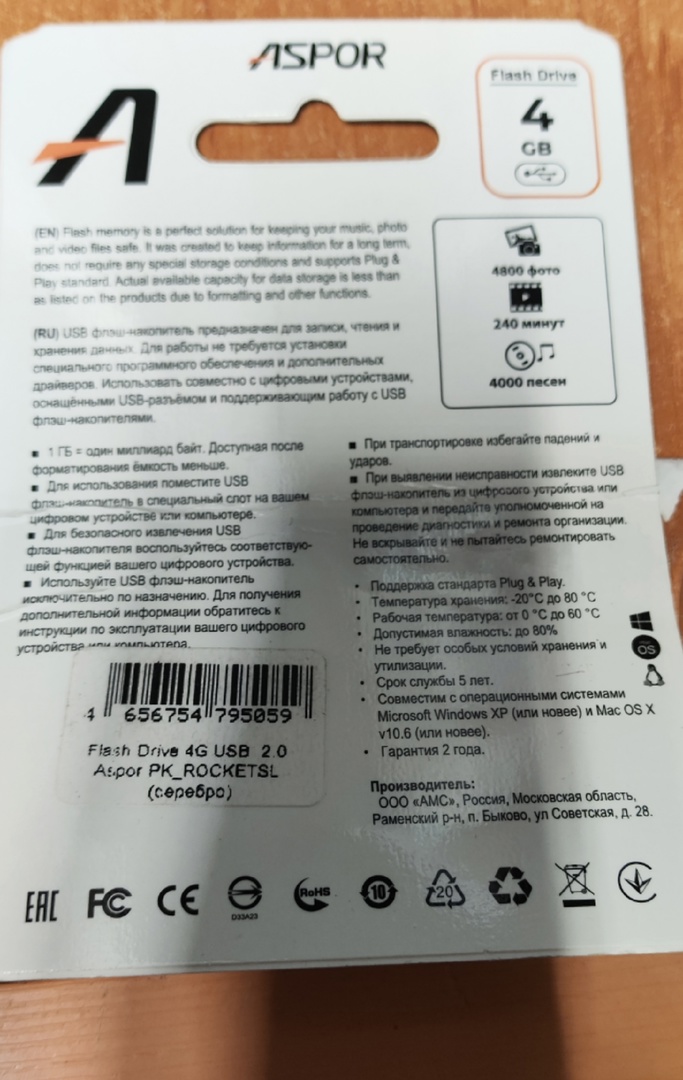 ASPOR
Flash Drive
4
GB
(EN) Flash memory is a perfect solution for keeping your music, photo
and video files safe. It was created to keep information for a long term,
does not require any special storage conditions and supports Plug &
Play standard. Actual available capacity for data storage is less than
as listed on the products due to formatting and other functions.
4800 фото
240 минут
4000 песен
(RU) USB флэш-накопитель предназначен для записи, чтения и
хранения данных. Для работы не требуется установки
специального программного обеспечения и дополнительных
драйверов. Использовать совместно с цифровыми устройствами,
оснащёнными USB-разъёмом и поддерживающим работу с USB
флэш-накопителями.
■ 1 ГБ = один миллиард байт. Доступная после
форматирования ёмкость меньше.
■ Для использования поместите USB
флэш-накопитель в специальный слот на вашем
цифровом устройстве или компьютере.
■ Для безопасного извлечения USB
флэш-накопителя воспользуйтесь соответствую-
щей функцией вашего цифрового устройства.
■ Используйте USB флэш-накопитель
исключительно по назначению. Для получения
дополнительной информации обратитесь к
инструкции по эксплуатации вашего цифрового
устройства или компьютера.
■ При транспортировке избегайте падений и
ударов.
■ При выявлении неисправности извлеките USB
флэш-накопитель из цифрового устройства или
компьютера и передайте уполномоченной на
проведение диагностики и ремонта организации.
Не вскрывайте и не пытайтесь ремонтировать
самостоятельно.
• Поддержка стандарта Plug & Play.
• Температура хранения: -20°C до 80 °C
• Рабочая температура: от 0 °C до 60 °C
• Допустимая влажность: до 80%
• Не требует особых условий хранения и
утилизации.
• Срок службы 5 лет.
• Совместим с операционными системами
Microsoft Windows XP (или новее) и Mac OS X
v10.6 (или новее).
• Гарантия 2 года.
OS
4 656754 795059
Flash Drive 4G USB 2.0
Aspor PK_ROCKETSL
(серебро)
Производитель:
ООО «АМС», Россия, Московская область,
Раменский р-н, п. Быково, ул Советская, д. 28.
EAC FC CE D33A23 RoHS 10 20